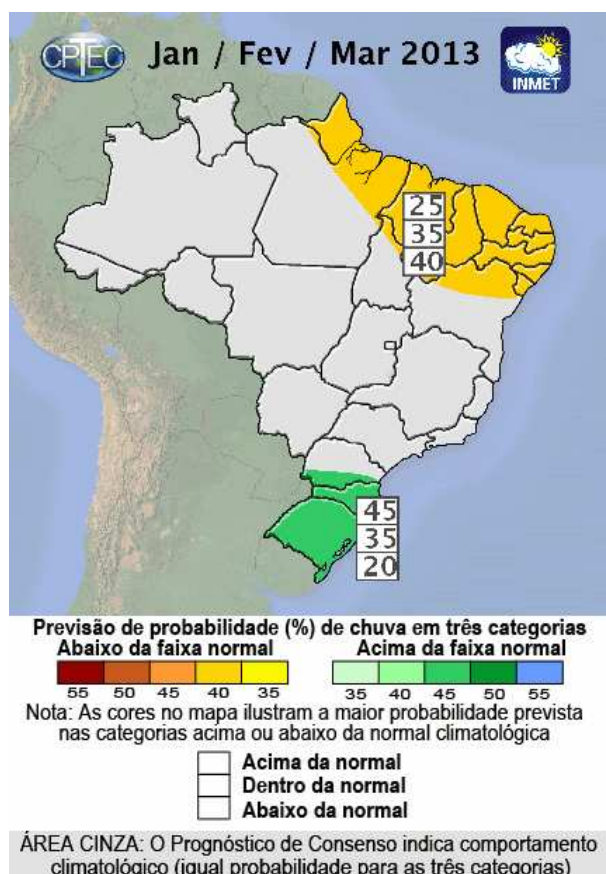 CPTEC
Jan / Fev / Mar 2013
INMET
25
35
40
45
35
20
Previsão de probabilidade (%) de chuva em três categorias
Abaixo da faixa normal
Acima da faixa normal
55 50 45 40 35
35 40 45 50 55
Nota: As cores no mapa ilustram a maior probabilidade prevista
nas categorias acima ou abaixo da normal climatológica
Acima da normal
Dentro da normal
Abaixo da normal
ÁREA CINZA: O Prognóstico de Consenso indica comportamento
climatológico (igual probabilidade para as três categorias)